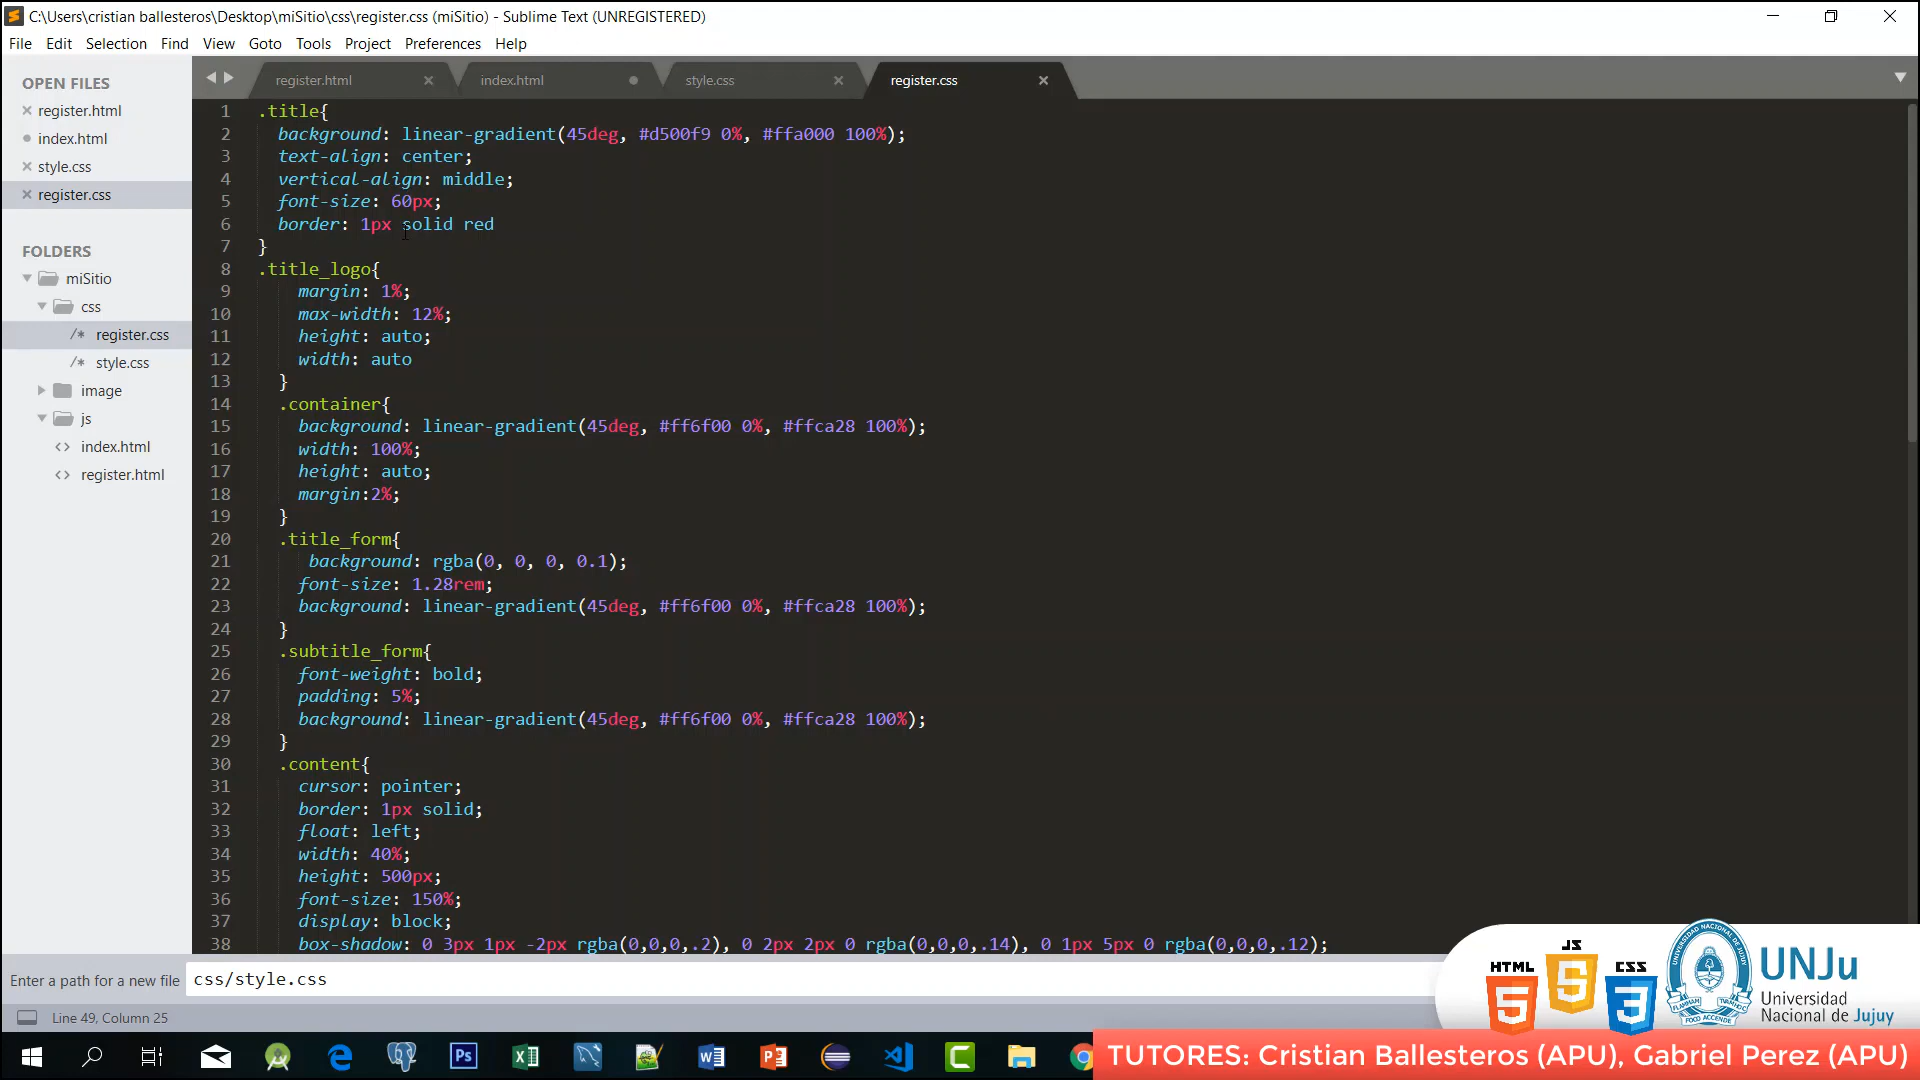 C:\Users\cristian ballesteros\Desktop\miSitio\css\register.css (miSitio) - Sublime Text (UNREGISTERED)
File Edit Selection Find View Goto Tools Project Preferences Help
OPEN FILES
register.html
index.html
style.css
register.css
FOLDERS
miSitio
css
/* register.css
/* style.css
image
js
<> index.html
<> register.html
register.html index.html style.css register.css
1 .title{
2 background: linear-gradient(45deg, #d500f9 0%, #ffa000 100%);
3 text-align: center;
4 vertical-align: middle;
5 font-size: 60px;
6 border: 1px solid red
7 }
8 .title_logo{
9 margin: 1%;
10 max-width: 12%;
11 height: auto;
12 width: auto
13 }
14 .container{
15 background: linear-gradient(45deg, #ff6f00 0%, #ffca28 100%);
16 width: 100%;
17 height: auto;
18 margin:2%;
19 }
20 .title_form{
21 background: rgba(0, 0, 0, 0.1);
22 font-size: 1.28rem;
23 background: linear-gradient(45deg, #ff6f00 0%, #ffca28 100%);
24 }
25 .subtitle_form{
26 font-weight: bold;
27 padding: 5%;
28 background: linear-gradient(45deg, #ff6f00 0%, #ffca28 100%);
29 }
30 .content{
31 cursor: pointer;
32 border: 1px solid;
33 float: left;
34 width: 40%;
35 height: 500px;
36 font-size: 150%;
37 display: block;
38 box-shadow: 0 3px 1px -2px rgba(0,0,0,.2), 0 2px 2px 0 rgba(0,0,0,.14), 0 1px 5px 0 rgba(0,0,0,.12);
Enter a path for a new file css/style.css
Line 49, Column 25
HTML
5
JS
5
CSS
3
UNJu
Universidad
Nacional de Jujuy
TUTORES: Cristian Ballesteros (APU), Gabriel Perez (APU)